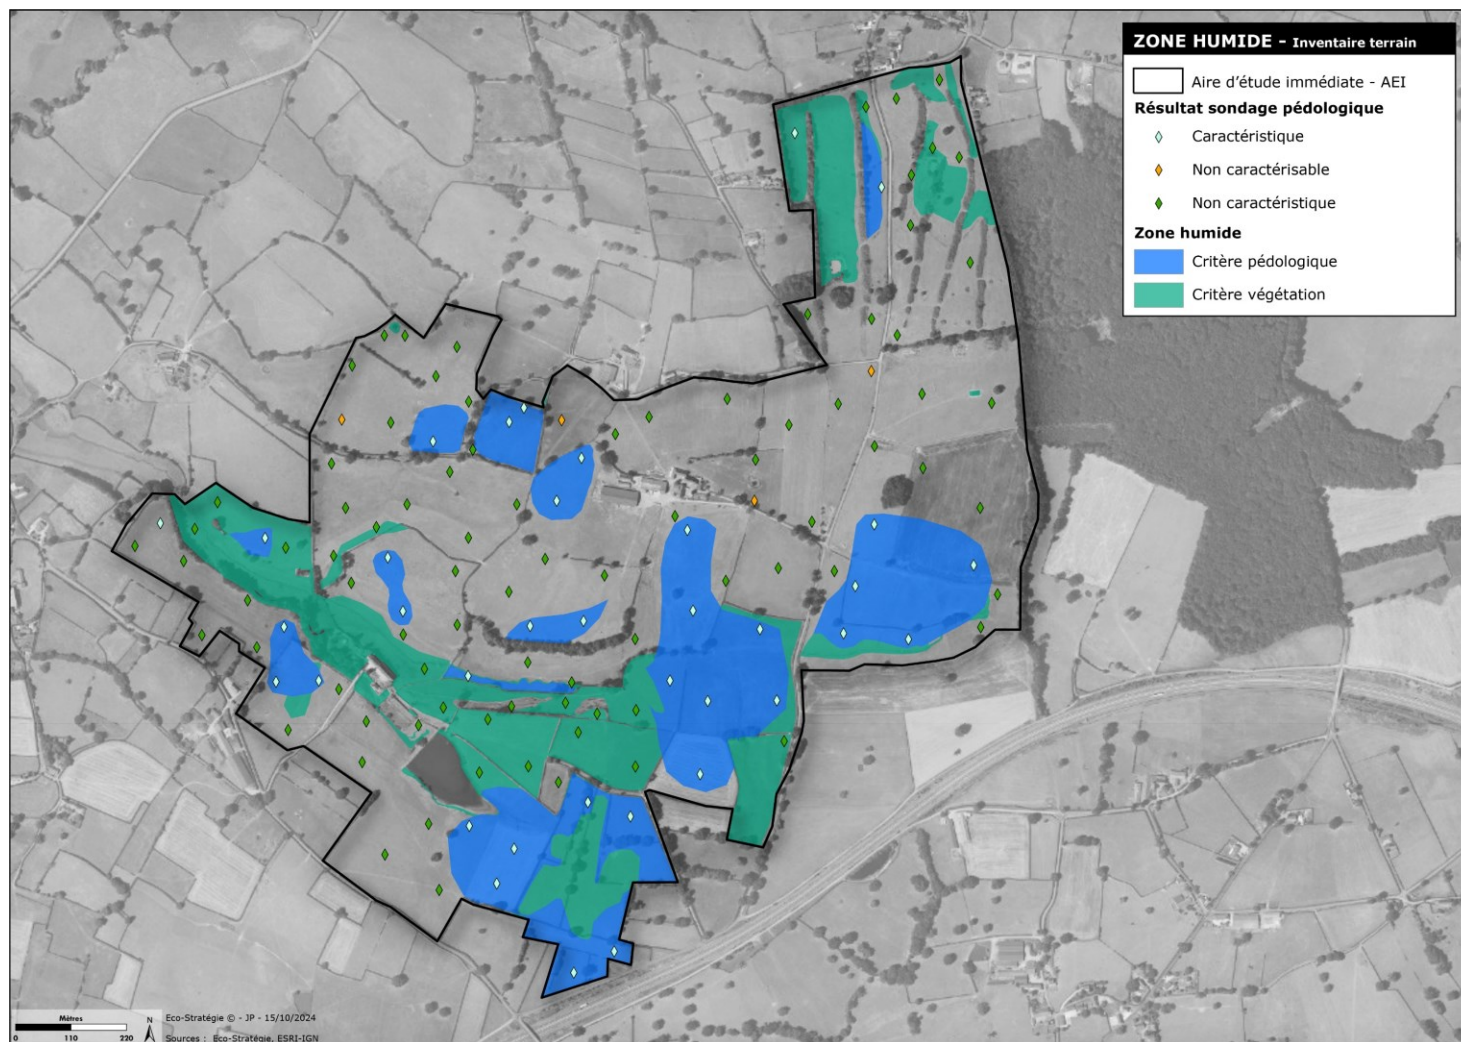 ZONE HUMIDE - Inventaire terrain
Aire d'étude immédiate - AEI
Résultat sondage pédologique
Caractéristique
Non caractérisable
Non caractéristique
Zone humide
Critère pédologique
Critère végétation
Mètres
0 110 220
N
Eco-Stratégie © - JP - 15/10/2024
Sources : Eco-Stratégie, ESRI-IGN